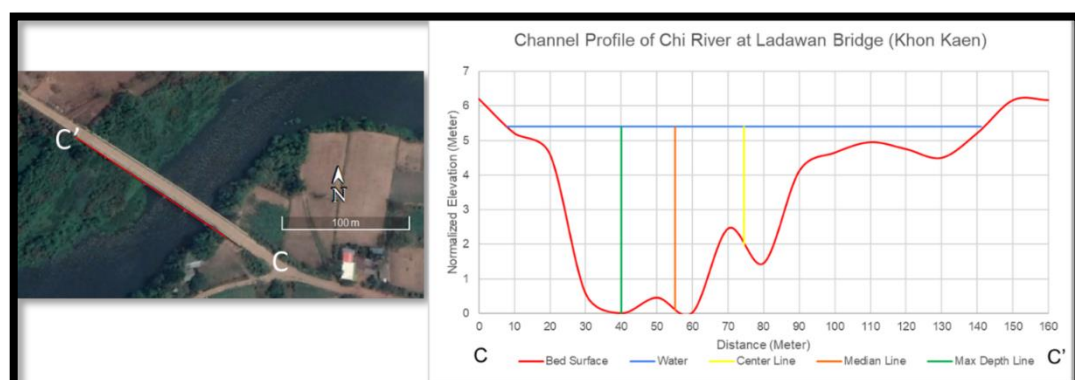 C'
N
100 m
C
Channel Profile of Chi River at Ladawan Bridge (Khon Kaen)
Normalized Elevation (Meter)
7
6
5
4
3
2
1
0
0 10 20 30 40 50 60 70 80 90 100 110 120 130 140 150 160
Distance (Meter)
C Bed Surface Water Center Line Median Line Max Depth Line C'